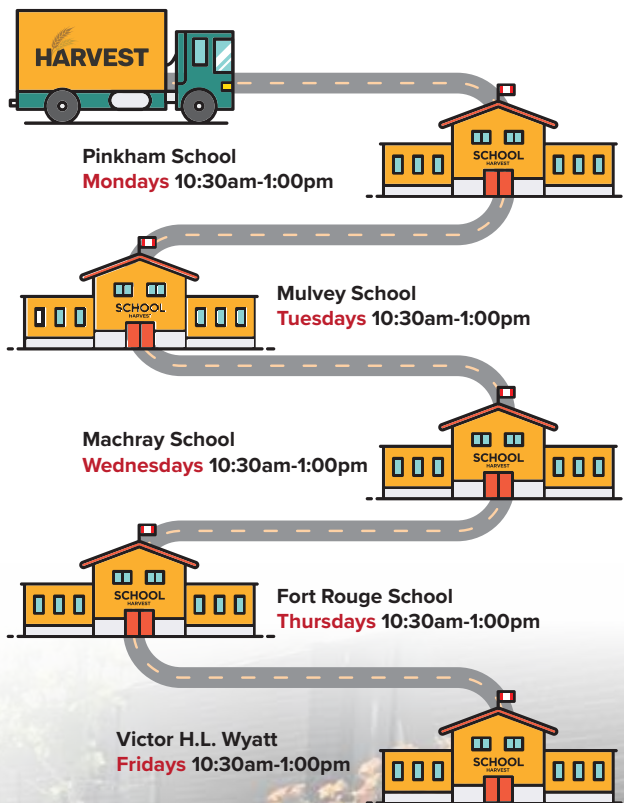 HARVEST
SCHOOL
HARVEST
Pinkham School
Mondays 10:30am-1:00pm
SCHOOL
HARVEST
Mulvey School
Tuesdays 10:30am-1:00pm
SCHOOL
HARVEST
Machray School
Wednesdays 10:30am-1:00pm
SCHOOL
HARVEST
Fort Rouge School
Thursdays 10:30am-1:00pm
SCHOOL
HARVEST
Victor H.L. Wyatt
Fridays 10:30am-1:00pm